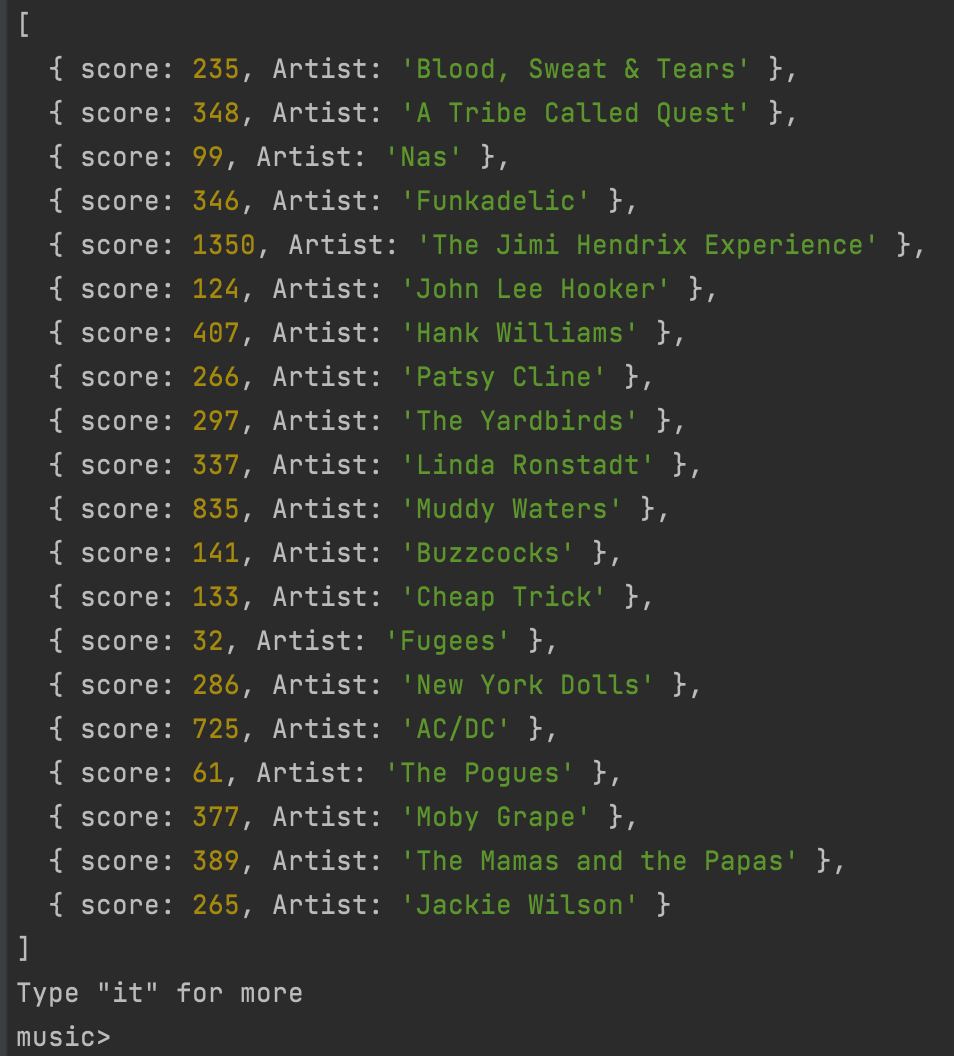 [
  { score: 235, Artist: 'Blood, Sweat & Tears' },
  { score: 348, Artist: 'A Tribe Called Quest' },
  { score: 99, Artist: 'Nas' },
  { score: 346, Artist: 'Funkadelic' },
  { score: 1350, Artist: 'The Jimi Hendrix Experience' },
  { score: 124, Artist: 'John Lee Hooker' },
  { score: 407, Artist: 'Hank Williams' },
  { score: 266, Artist: 'Patsy Cline' },
  { score: 297, Artist: 'The Yardbirds' },
  { score: 337, Artist: 'Linda Ronstadt' },
  { score: 835, Artist: 'Muddy Waters' },
  { score: 141, Artist: 'Buzzcocks' },
  { score: 133, Artist: 'Cheap Trick' },
  { score: 32, Artist: 'Fugees' },
  { score: 286, Artist: 'New York Dolls' },
  { score: 725, Artist: 'AC/DC' },
  { score: 61, Artist: 'The Pogues' },
  { score: 377, Artist: 'Moby Grape' },
  { score: 389, Artist: 'The Mamas and the Papas' },
  { score: 265, Artist: 'Jackie Wilson' }
]
Type "it" for more
music>